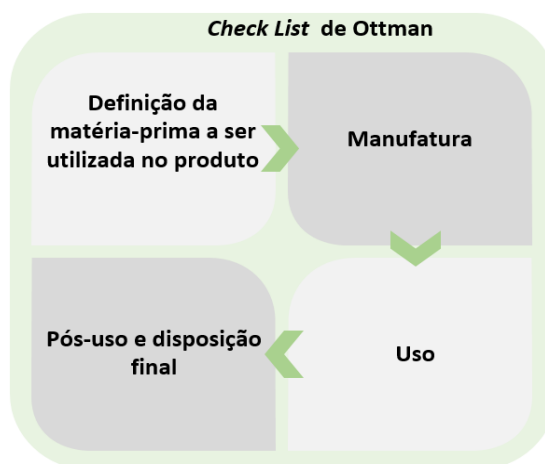 Check List de Ottman
Definição da
matéria-prima a ser
utilizada no produto
Manufatura
Uso
Pós-uso e disposição
final